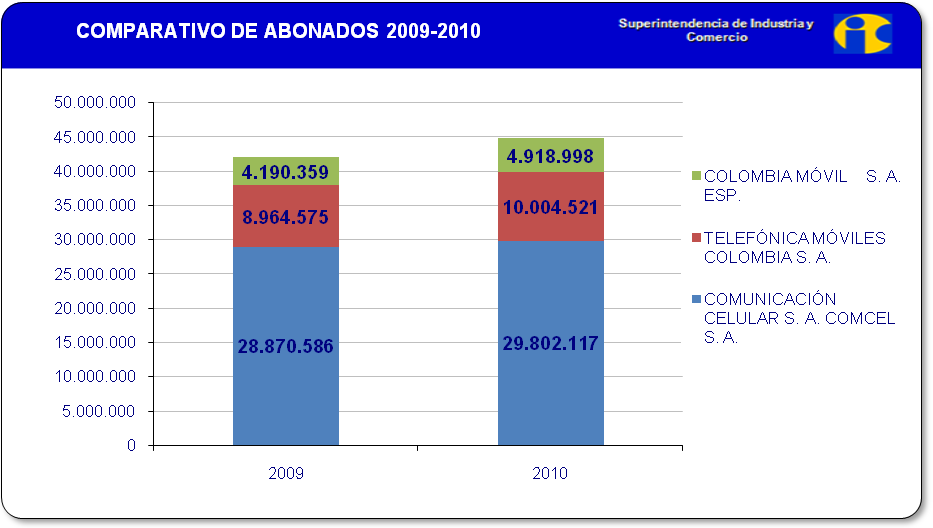 COMPARATIVO DE ABONADOS 2009-2010
Superintendencia de Industria y
Comercio
50.000.000
45.000.000
40.000.000
35.000.000
30.000.000
25.000.000
20.000.000
15.000.000
10.000.000
5.000.000
0
4.190.359
8.964.575
28.870.586
4.918.998
10.004.521
29.802.117
2009
2010
COLOMBIA MÓVIL S. A.
ESP.
TELEFÓNICA MÓVILES
COLOMBIA S. A.
COMUNICACIÓN
CELULAR S. A. COMCEL
S. A.